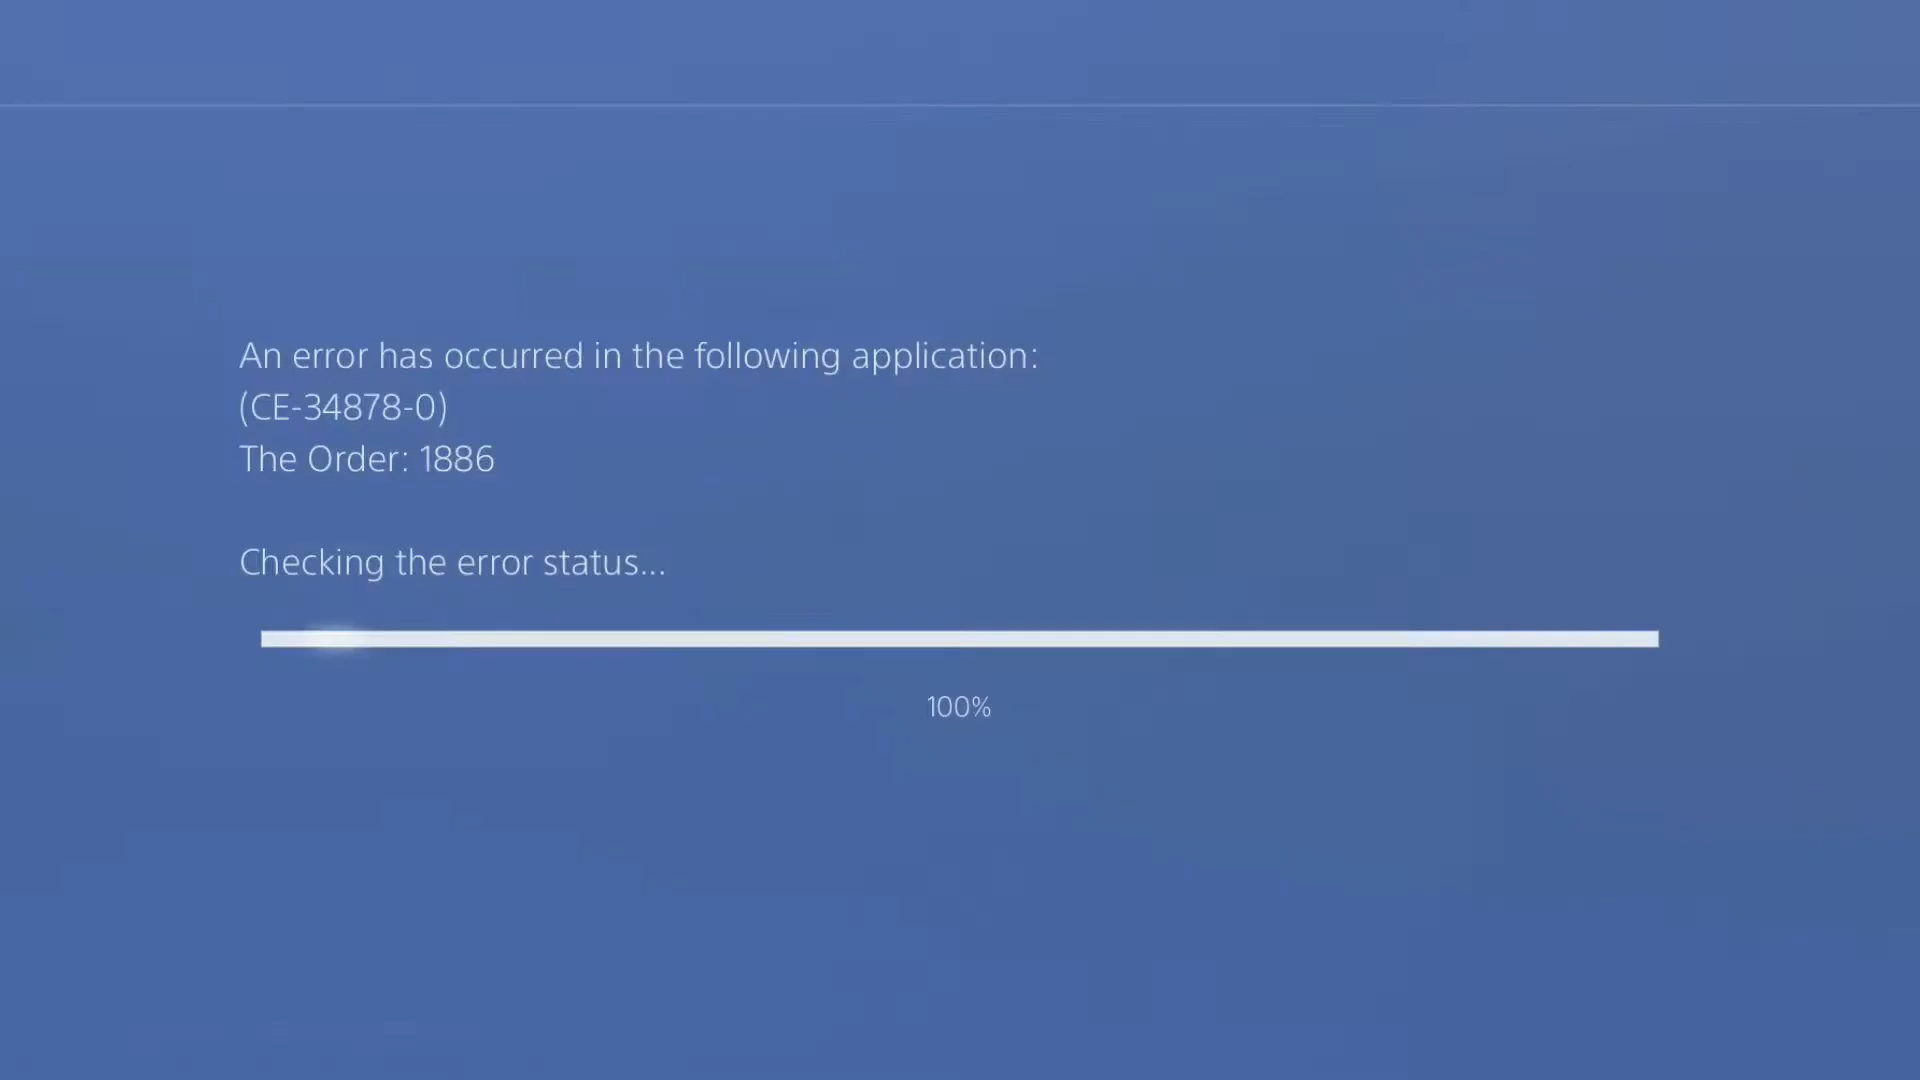 An error has occurred in the following application:
(CE-34878-0)
The Order: 1886
Checking the error status...
100%